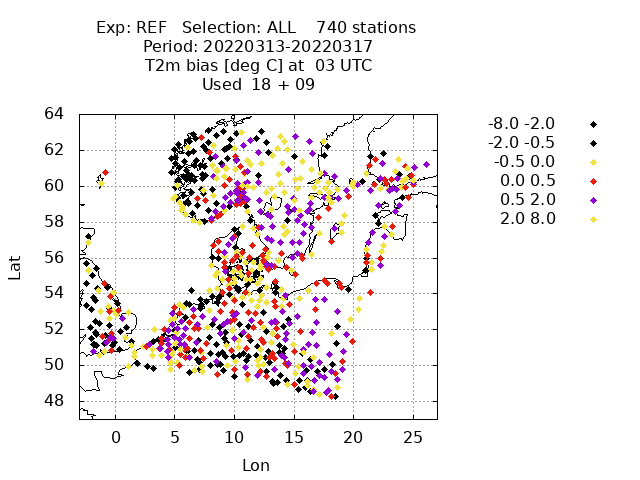 Exp: REF   Selection: ALL    740 stations
Period: 20220313-20220317
T2m bias [deg C] at  03 UTC
Used  18 + 09
64
62
60
58
56
54
52
50
48
Lat
0 5 10 15 20 25
Lon
-8.0 -2.0
-2.0 -0.5
-0.5 0.0
0.0 0.5
0.5 2.0
2.0 8.0